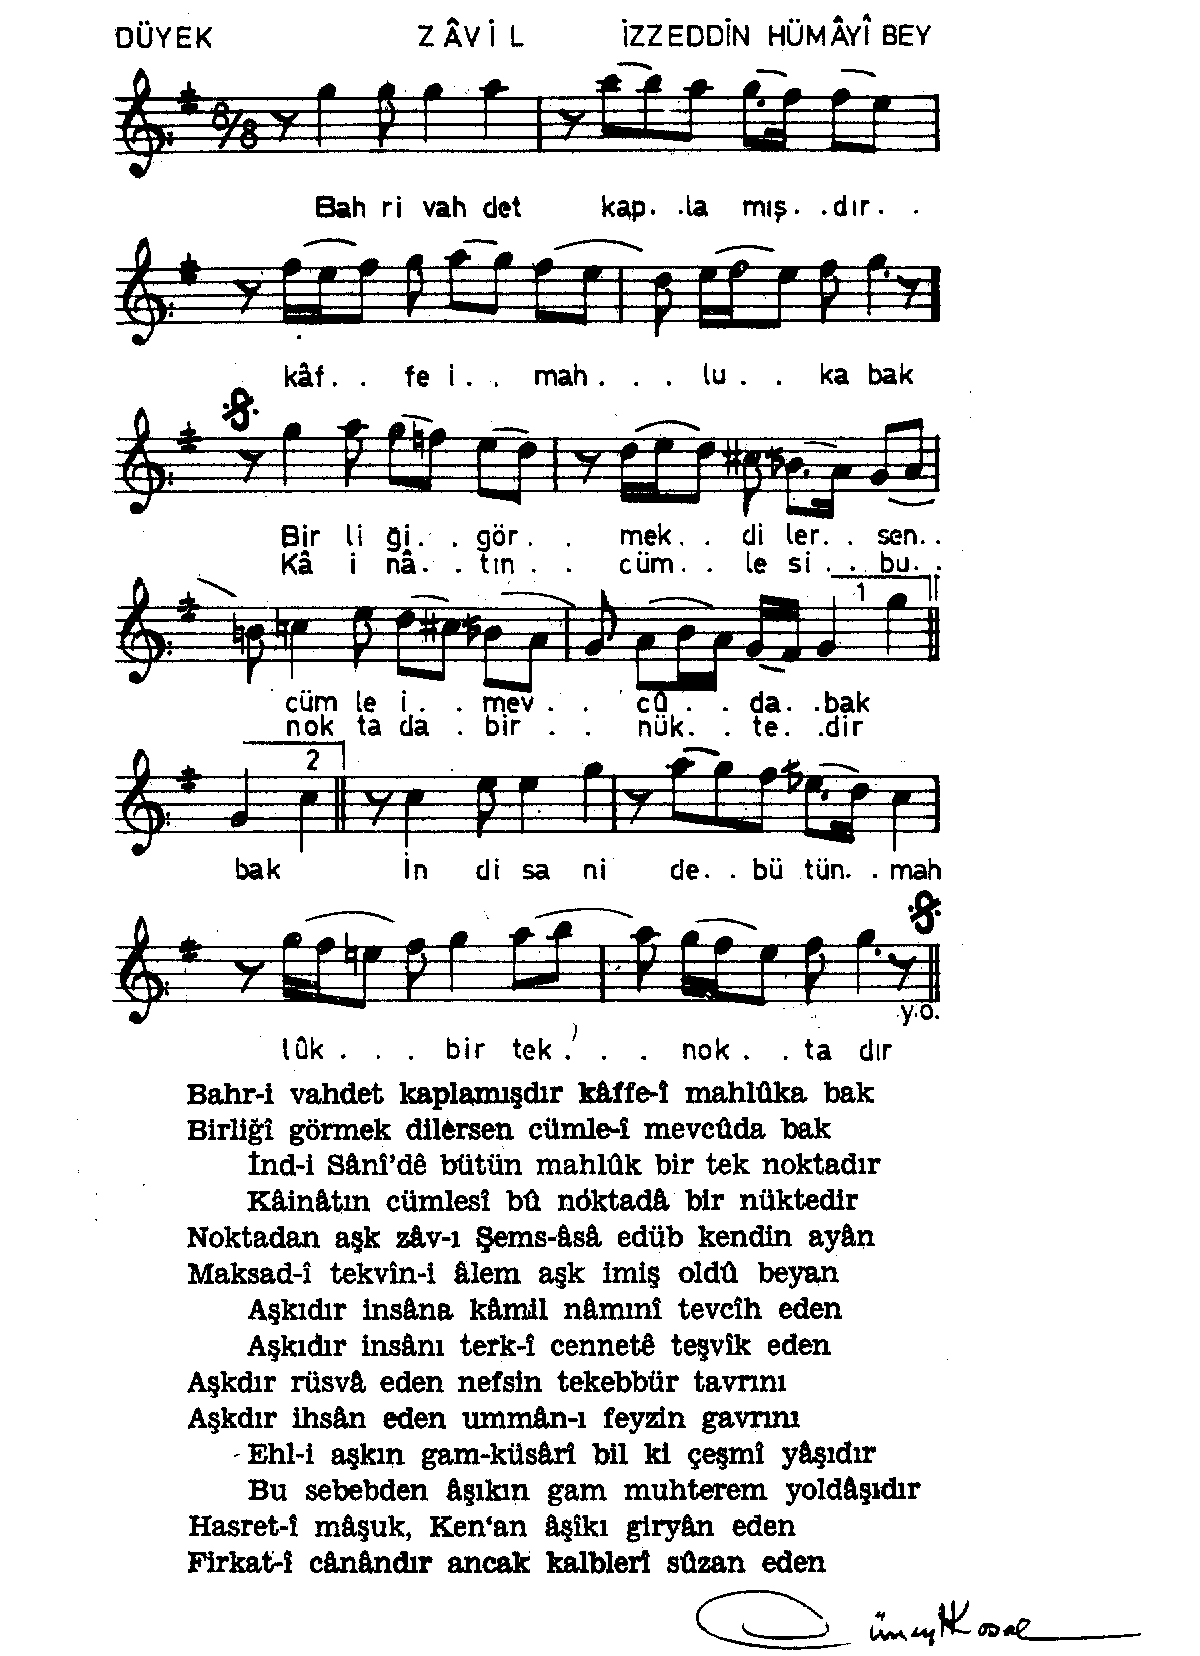 DÜYEK ZÂVİL İZZEDDİN HÜMÂYÎ BEY
8/8
Bah ri vah det kap. .la mış. .dır. .
kâf. . fe i. . mah . . . lu . . ka bak
Bir li ği. . gör. . mek. . di ler. . sen. .
Kâ i nâ. . tın . . cüm. . le si . . bu. .
1
cüm le i. . mev . . cû . . da. .bak
nok ta da . bir . . nük. . te. .dir
2
bak İn di sa ni de. . bü tün. . mah
lûk . . . bir tek . . . nok . . ta dır
y.o.
Bahr-i vahdet kaplamışdır kâffe-î mahlûka bak
Birliğî görmek dilersen cümle-î mevcûda bak
İnd-i Sânî'dê bütün mahlûk bir tek noktadır
Kâinâtın cümlesî bû nóktadâ bir nüktedir
Noktadan aşk zâv-ı Şems-âsâ edüb kendin ayân
Maksad-î tekvîn-i âlem aşk imiş oldû beyan
Aşkıdır insâna kâmil nâmınî tevcîh eden
Aşkıdır insânı terk-î cennetê teşvîk eden
Aşkdır rüsvâ eden nefsin tekebbür tavrını
Aşkdır ihsân eden ummân-ı feyzin gavrını
Ehl-i aşkın gam-küsârî bil ki çeşmî yâşıdır
Bu sebebden âşıkın gam muhterem yoldâşıdır
Hasret-î mâşuk, Ken'an âşîkı giryân eden
Firkat-î cânândır ancak kalblerî sûzan eden
Cüneyt Kosal